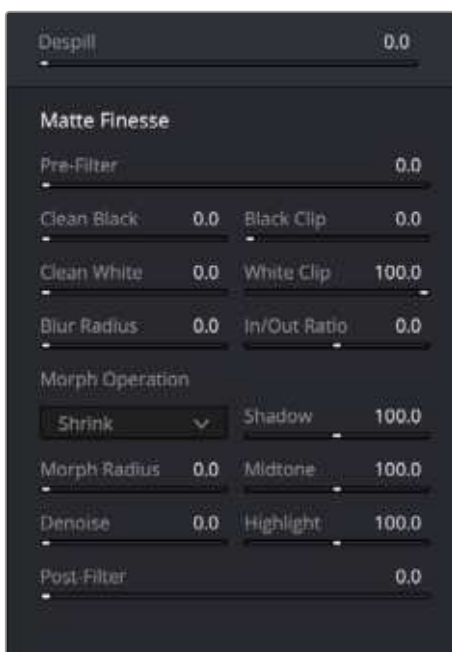 Despill 0.0
Matte Finesse
Pre-Filter 0.0
Clean Black 0.0 Black Clip 0.0
Clean White 0.0 White Clip 100.0
Blur Radius 0.0 In/Out Ratio 0.0
Morph Operation
Shrink Shadow 100.0
Morph Radius 0.0 Midtone 100.0
Denoise 0.0 Highlight 100.0
Post-Filter 0.0